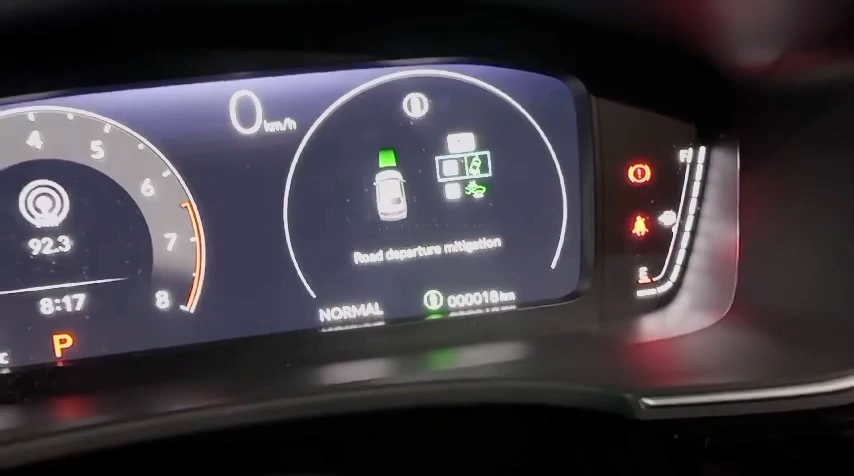 0 km/h
4
5
6
7
8
92.3
8:17
Road departure mitigation
NORMAL
000018 km
P
c
F
E